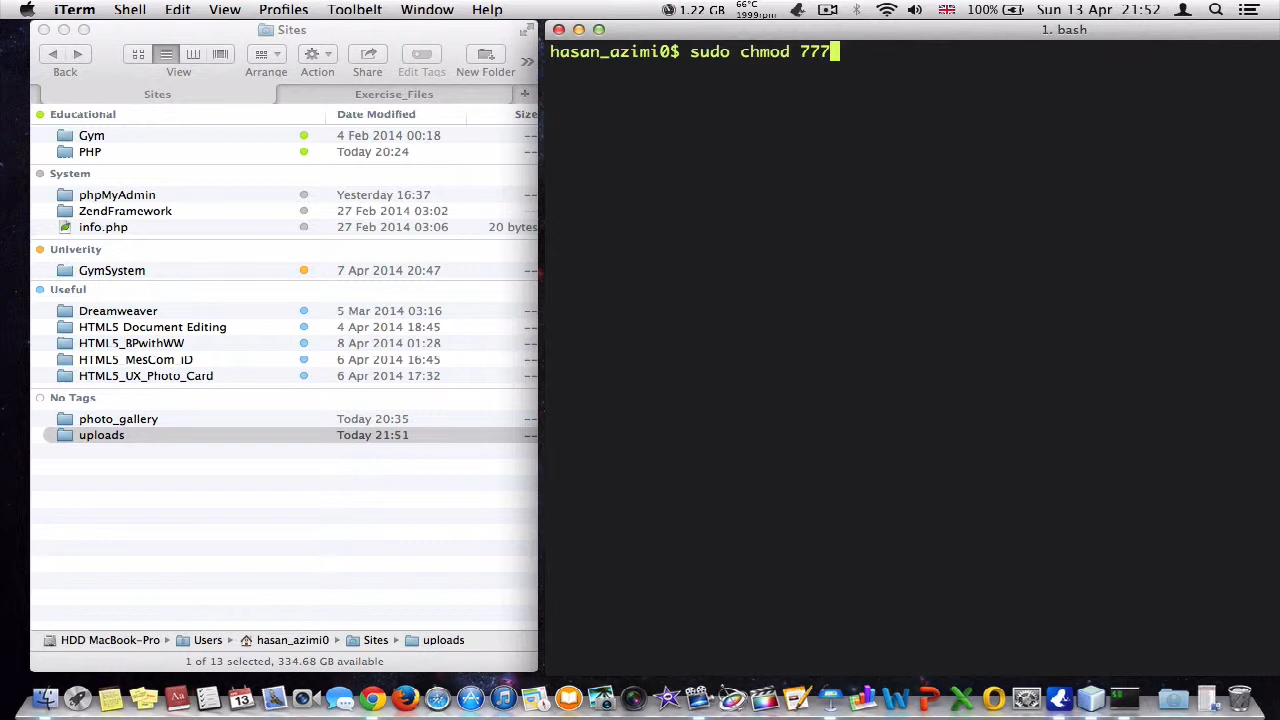 iTerm Shell Edit View Profiles Toolbelt Window Help 1.22 GB 66°C 1999rpm 100% Sun 13 Apr 21:52
Sites
Back View Arrange Action Share Edit Tags New Folder
Sites Exercise_Files
Educational Date Modified Size
Gym 4 Feb 2014 00:18 --
PHP Today 20:24 --
System
phpMyAdmin Yesterday 16:37 --
ZendFramework 27 Feb 2014 03:02 --
info.php 27 Feb 2014 03:06 20 bytes
Univerity
GymSystem 7 Apr 2014 20:47 --
Useful
Dreamweaver 5 Mar 2014 03:16 --
HTML5 Document Editing 4 Apr 2014 18:45 --
HTML5_BPwithWW 8 Apr 2014 01:28 --
HTML5_MesCom_ID 6 Apr 2014 16:45 --
HTML5_UX_Photo_Card 6 Apr 2014 17:32 --
No Tags
photo_gallery Today 20:35 --
uploads Today 21:51 --
HDD MacBook-Pro Users hasan_azimi0 Sites uploads
1 of 13 selected, 334.68 GB available
1. bash
hasan_azimi0$ sudo chmod 777